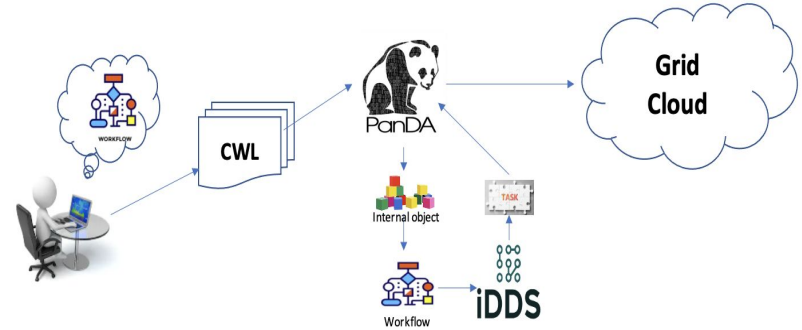 WORKFLOW
CWL
PanDA
Grid
Cloud
Internal object
TASK
Workflow
iDDS